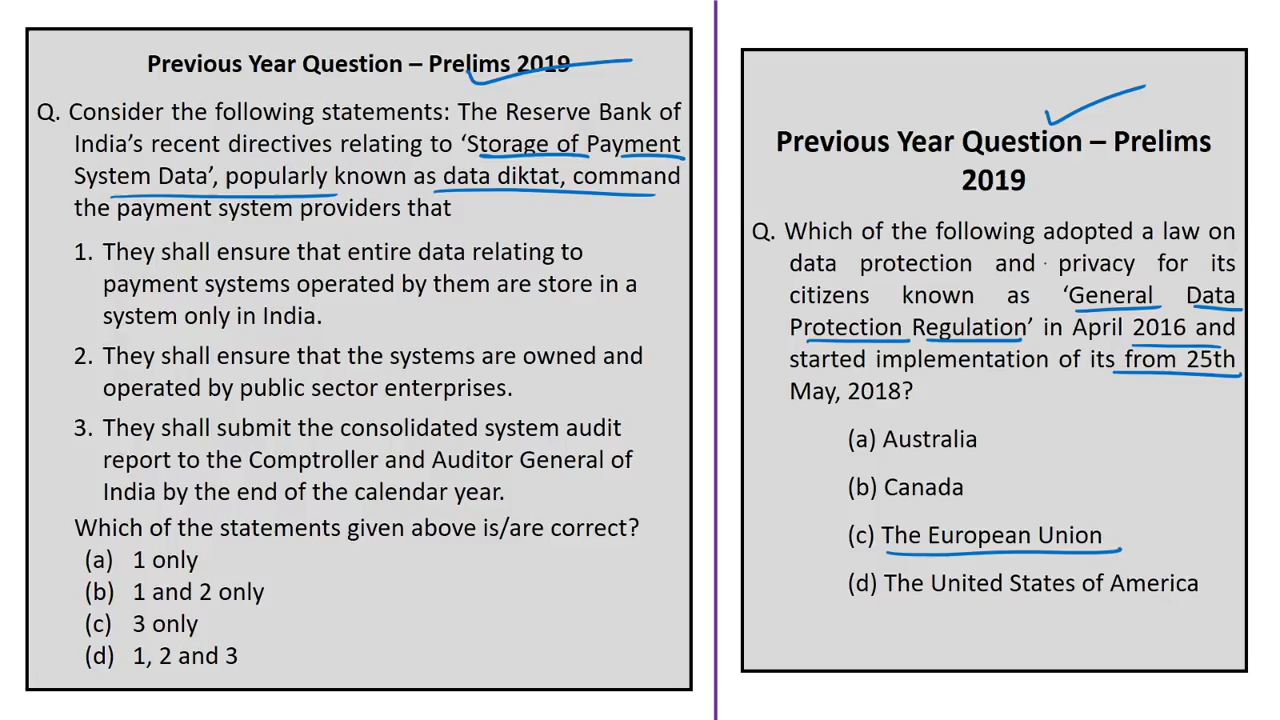 Previous Year Question – Prelims 2019
Q. Consider the following statements: The Reserve Bank of
India's recent directives relating to 'Storage of Payment
System Data', popularly known as data diktat, command
the payment system providers that
1. They shall ensure that entire data relating to
payment systems operated by them are store in a
system only in India.
2. They shall ensure that the systems are owned and
operated by public sector enterprises.
3. They shall submit the consolidated system audit
report to the Comptroller and Auditor General of
India by the end of the calendar year.
Which of the statements given above is/are correct?
(a) 1 only
(b) 1 and 2 only
(c) 3 only
(d) 1, 2 and 3
Previous Year Question – Prelims
2019
Q. Which of the following adopted a law on
data protection and privacy for its
citizens known as 'General Data
Protection Regulation' in April 2016 and
started implementation of its from 25th
May, 2018?
(a) Australia
(b) Canada
(c) The European Union
(d) The United States of America